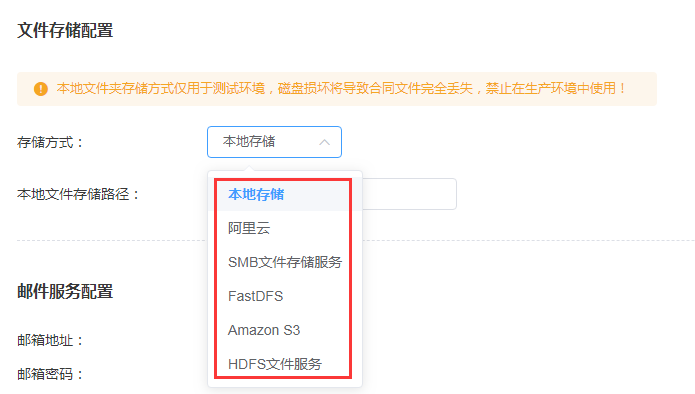 文件存储配置
本地文件夹存储方式仅用于测试环境，磁盘损坏将导致合同文件完全丢失，禁止在生产环境中使用！
存储方式：
本地存储
本地文件存储路径：
本地存储
阿里云
SMB文件存储服务
FastDFS
Amazon S3
HDFS文件服务
邮件服务配置
邮箱地址：
邮箱密码：